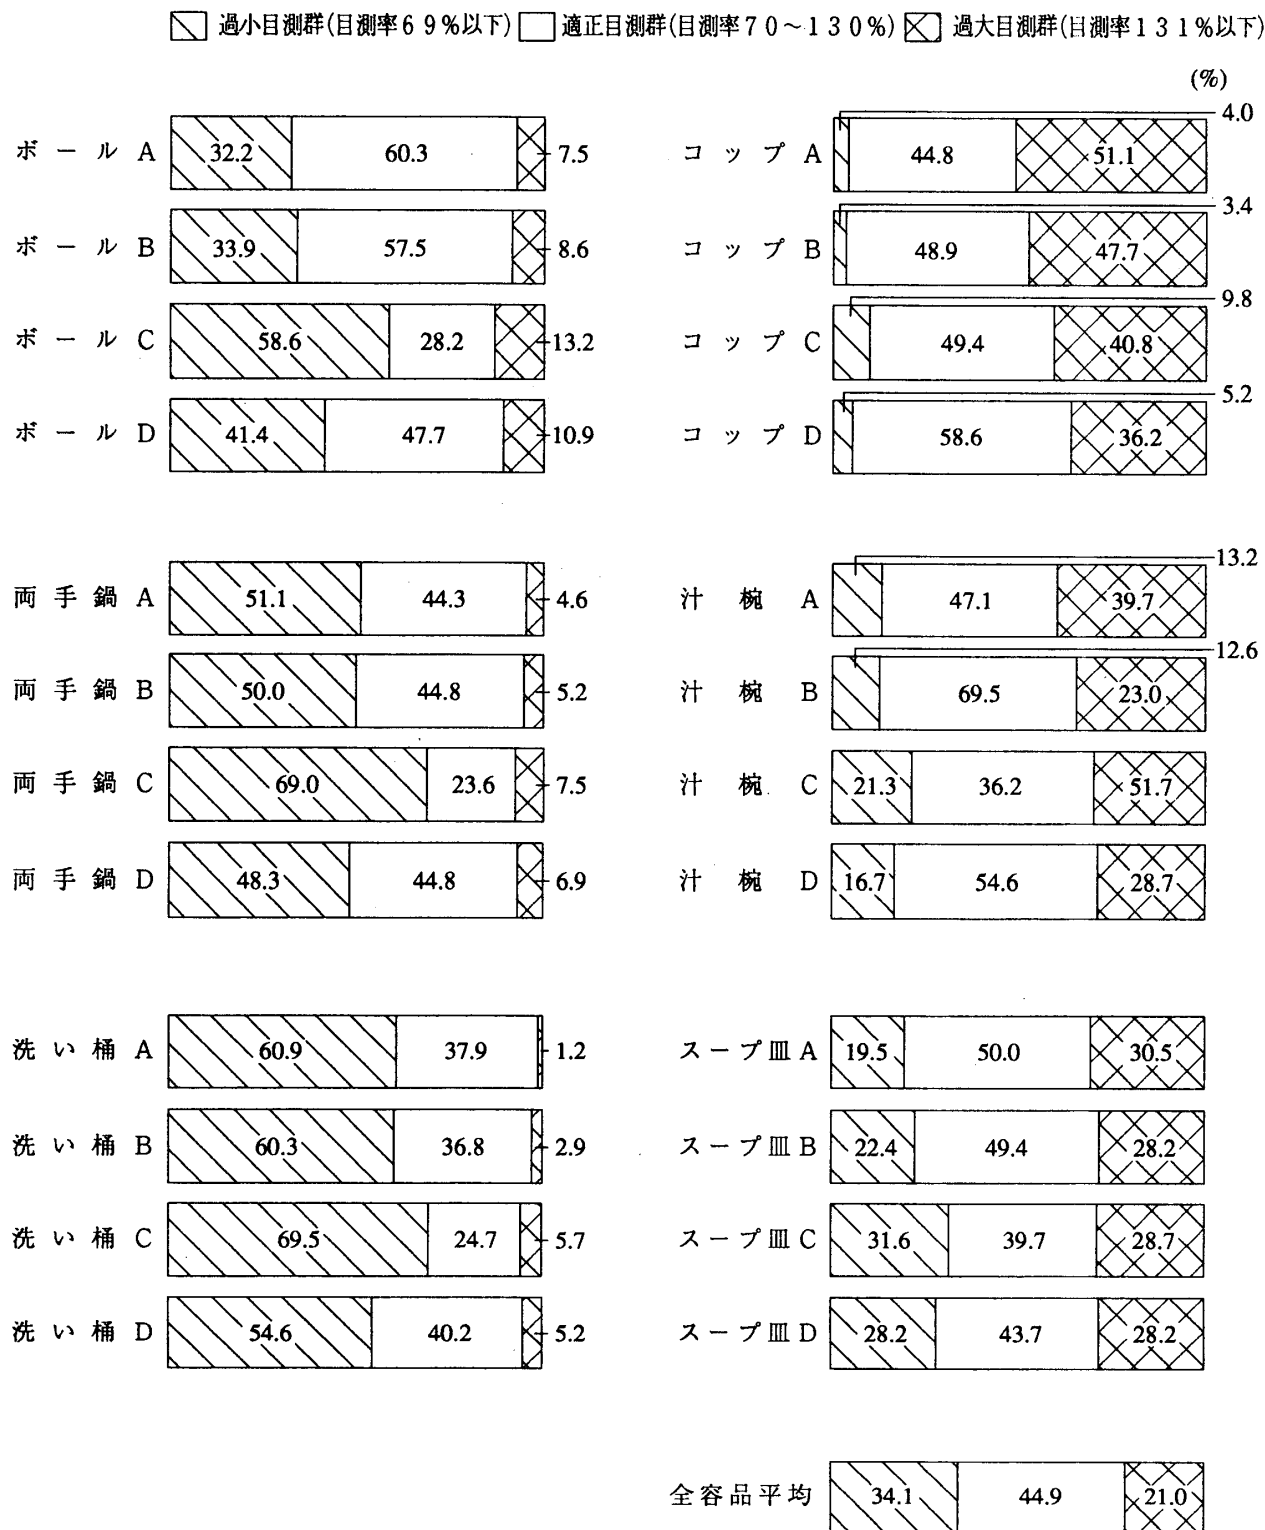 過小目測群(目測率69%以下) 適正目測群(目測率70~130%) 過大目測群(目測率131%以下)
(%)
ボールA 32.2 60.3 7.5
ボールB 33.9 57.5 8.6
ボールC 58.6 28.2 13.2
ボールD 41.4 47.7 10.9
両手鍋A 51.1 44.3 4.6
両手鍋B 50.0 44.8 5.2
両手鍋C 69.0 23.6 7.5
両手鍋D 48.3 44.8 6.9
洗い桶A 60.9 37.9 1.2
洗い桶B 60.3 36.8 2.9
洗い桶C 69.5 24.7 5.7
洗い桶D 54.6 40.2 5.2
コップA 4.0 44.8 51.1
コップB 3.4 48.9 47.7
コップC 9.8 49.4 40.8
コップD 5.2 58.6 36.2
汁椀A 13.2 47.1 39.7
汁椀B 12.6 69.5 23.0
汁椀C 21.3 36.2 51.7
汁椀D 16.7 54.6 28.7
スープ皿A 19.5 50.0 30.5
スープ皿B 22.4 49.4 28.2
スープ皿C 31.6 39.7 28.7
スープ皿D 28.2 43.7 28.2
全容品平均 34.1 44.9 21.0